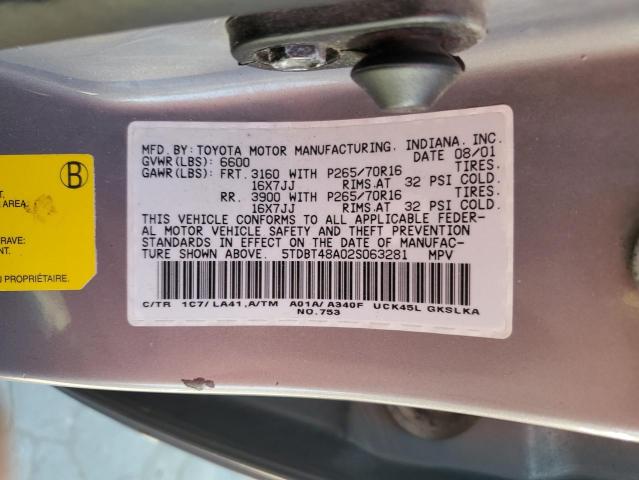 MFD. BY: TOYOTA MOTOR MANUFACTURING, INDIANA, INC.
GVWR(LBS): 6600 DATE 08/01
GAWR(LBS): FRT. 3160 WITH P265/70R16 TIRES.
16X7JJ RIMS.AT 32 PSI COLD.
RR. 3900 WITH P265/70R16 TIRES.
16X7JJ RIMS.AT 32 PSI COLD.
THIS VEHICLE CONFORMS TO ALL APPLICABLE FEDER-
AL MOTOR VEHICLE SAFETY AND THEFT PREVENTION
STANDARDS IN EFFECT ON THE DATE OF MANUFAC-
TURE SHOWN ABOVE. 5TDBT48A02S063281 MPV
C/TR 1C7/ LA41,A/TM A01A/ A340F UCK45L GKSLKA
NO.753
B
AREA
RAVE:
U PROPRIÉTAIRE.